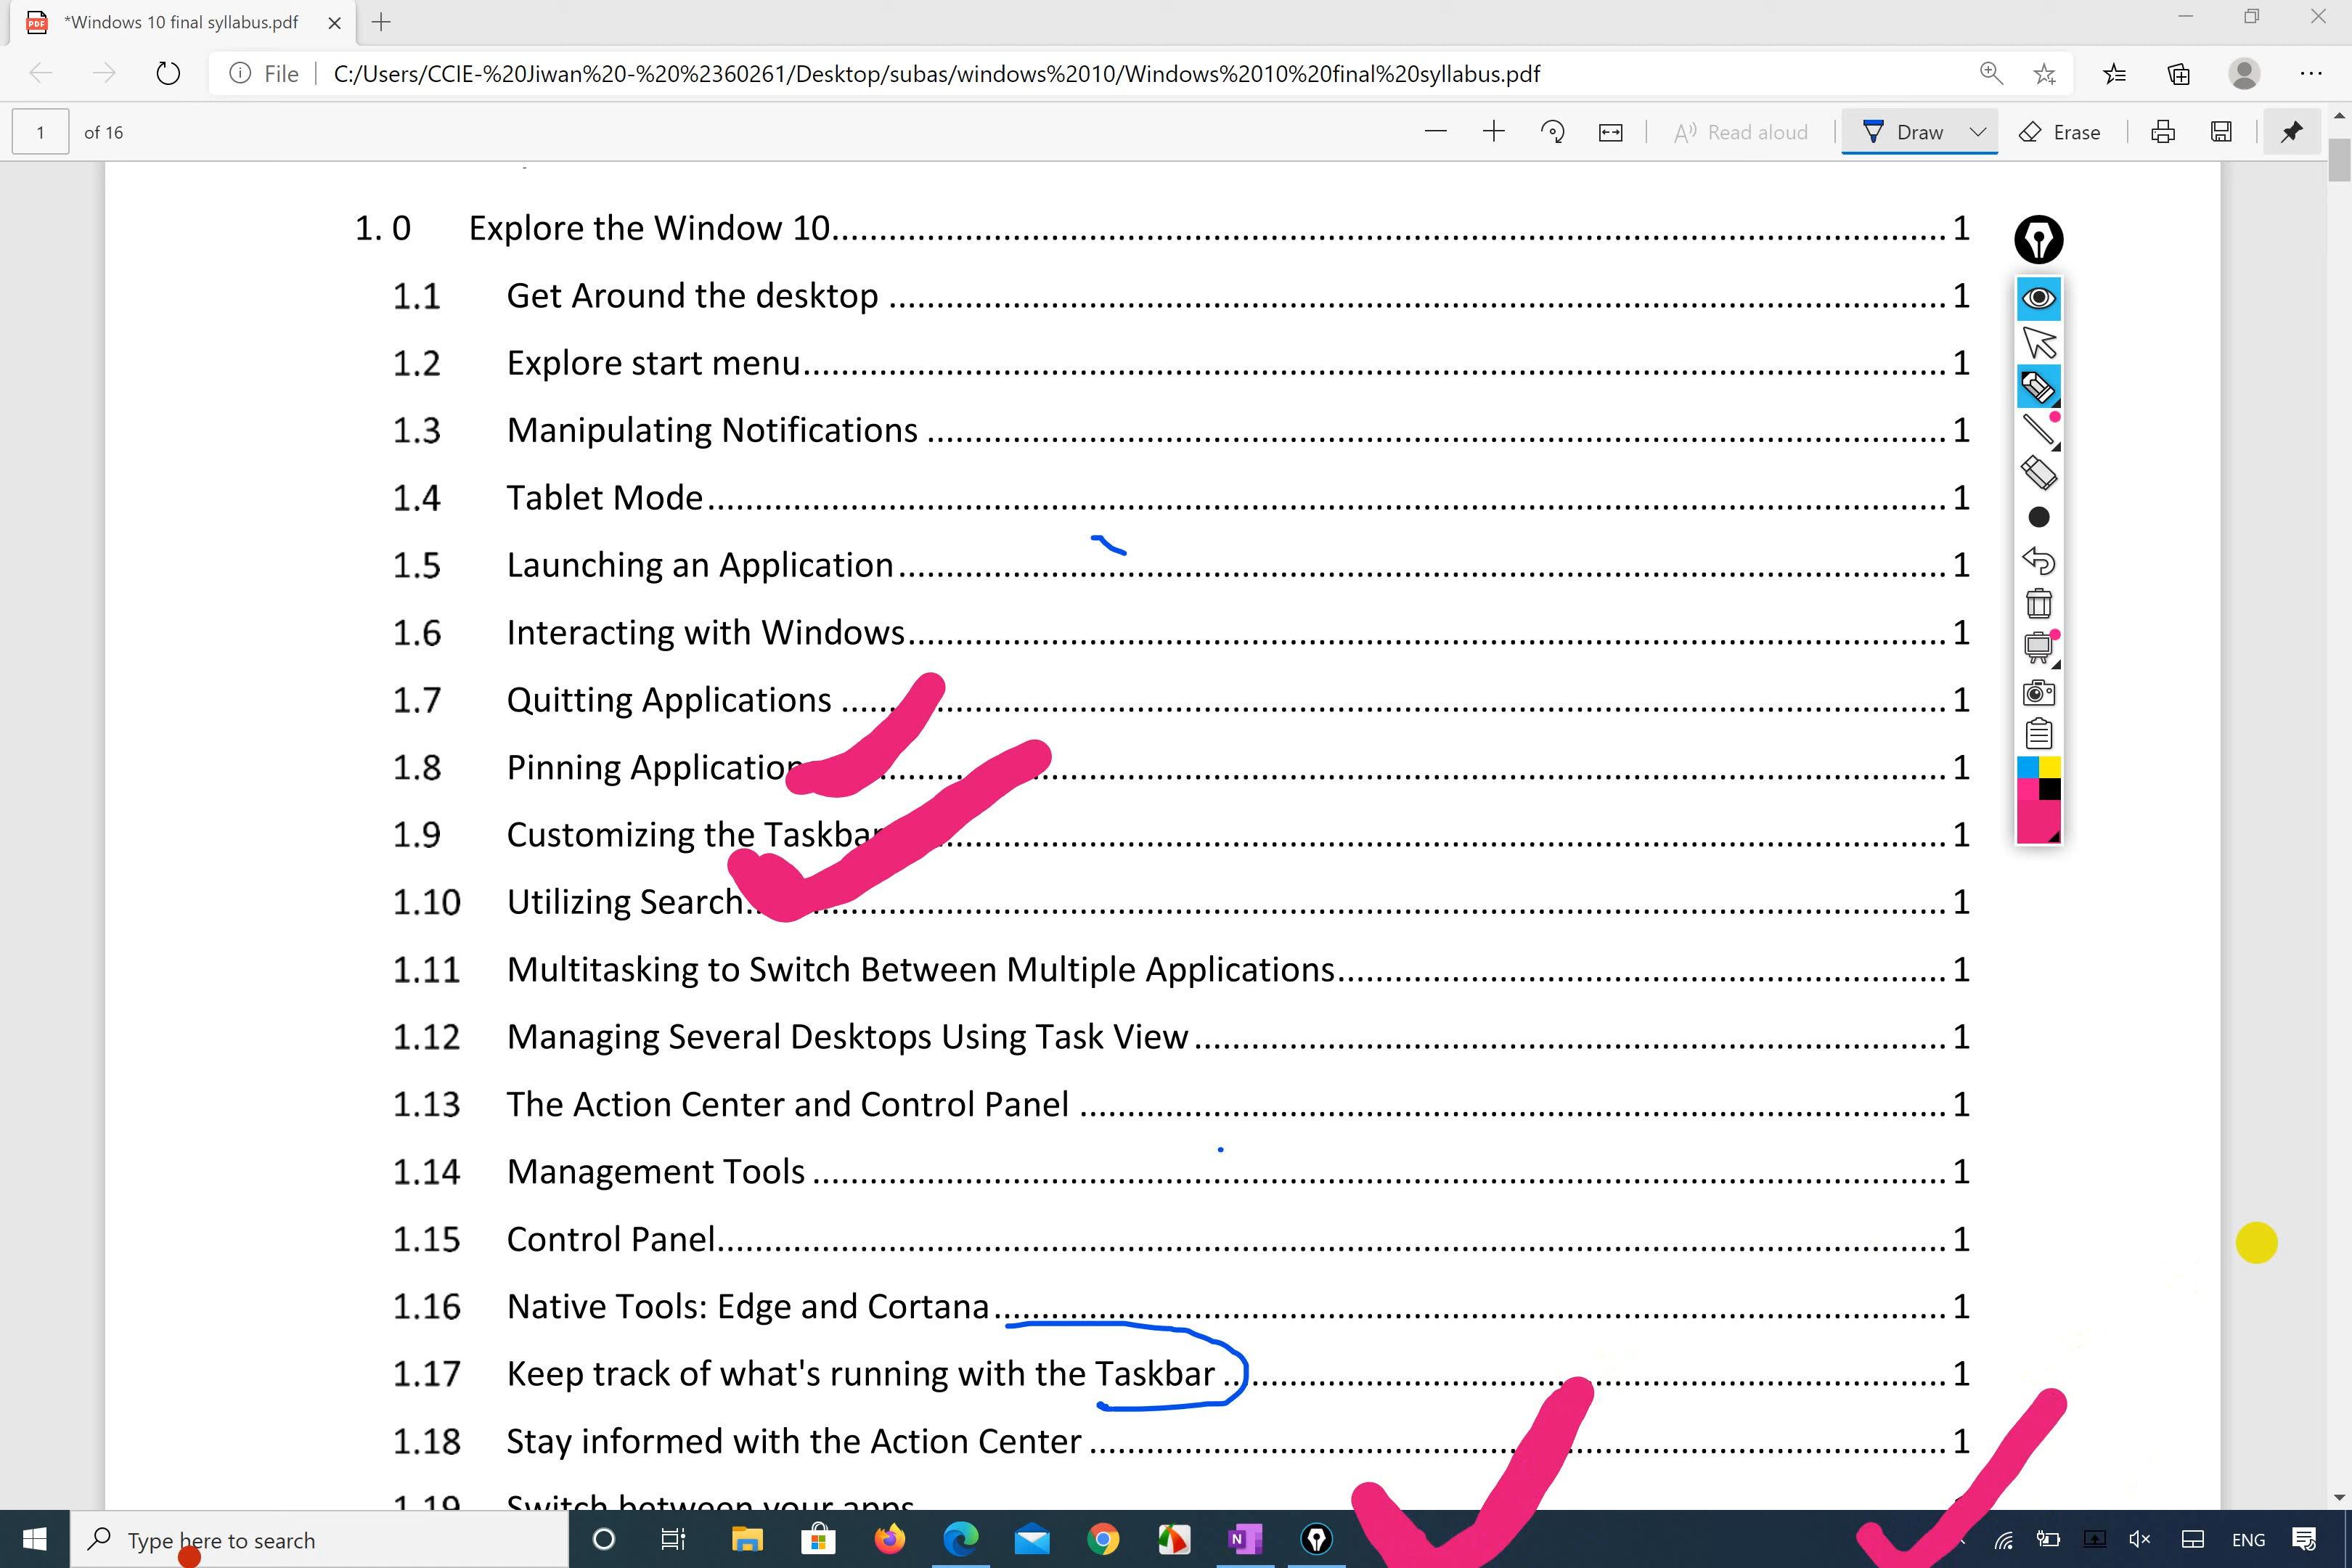 *Windows 10 final syllabus.pdf
File C:/Users/CCIE-%20Jiwan%20-%20%2360261/Desktop/subas/windows%2010/Windows%2010%20final%20syllabus.pdf
1 of 16 Read aloud Draw Erase
1. 0 Explore the Window 10 1
1.1 Get Around the desktop 1
1.2 Explore start menu 1
1.3 Manipulating Notifications 1
1.4 Tablet Mode 1
1.5 Launching an Application 1
1.6 Interacting with Windows 1
1.7 Quitting Applications 1
1.8 Pinning Application 1
1.9 Customizing the Taskbar 1
1.10 Utilizing Search 1
1.11 Multitasking to Switch Between Multiple Applications 1
1.12 Managing Several Desktops Using Task View 1
1.13 The Action Center and Control Panel 1
1.14 Management Tools 1
1.15 Control Panel 1
1.16 Native Tools: Edge and Cortana 1
1.17 Keep track of what's running with the Taskbar 1
1.18 Stay informed with the Action Center 1
1.19 Switch between your apps
Type here to search ENG